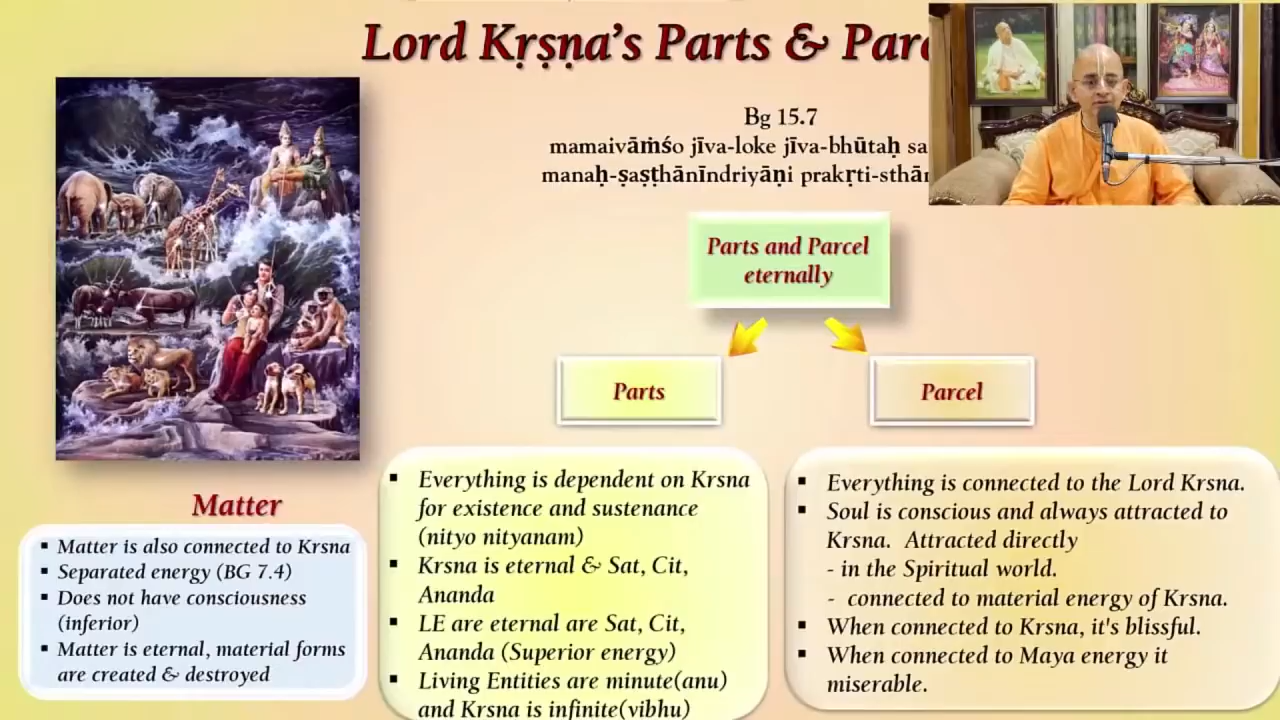 Lord Kṛṣṇa's Parts &
Bg 15.7
mamaivāṁśo jīva-loke jīva-bhūtaḥ
manaḥ-ṣaṣṭhānīndriyāṇi prakṛti-sthān
Parts and Parcel
eternally
Parts
Parcel
Matter
▪ Matter is also connected to Krsna
▪ Separated energy (BG 7.4)
▪ Does not have consciousness
(inferior)
▪ Matter is eternal, material forms
are created & destroyed
▪ Everything is dependent on Krsna
for existence and sustenance
(nityo nityanam)
▪ Krsna is eternal & Sat, Cit,
Ananda
▪ LE are eternal are Sat, Cit,
Ananda (Superior energy)
▪ Living Entities are minute(anu)
and Krsna is infinite(vibhu)
▪ Everything is connected to the Lord Krsna.
▪ Soul is conscious and always attracted to
Krsna. Attracted directly
- in the Spiritual world.
- connected to material energy of Krsna.
▪ When connected to Krsna, it's blissful.
▪ When connected to Maya energy it
miserable.